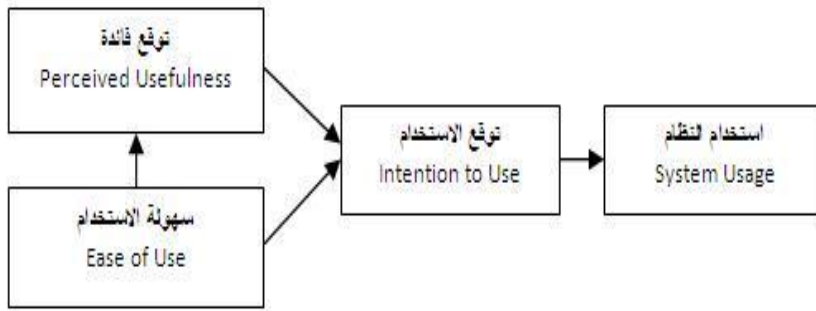 توقع فائدة
Perceived Usefulness
سهولة الاستخدام
Ease of Use
توقع الاستخدام
Intention to Use
استخدام النظام
System Usage